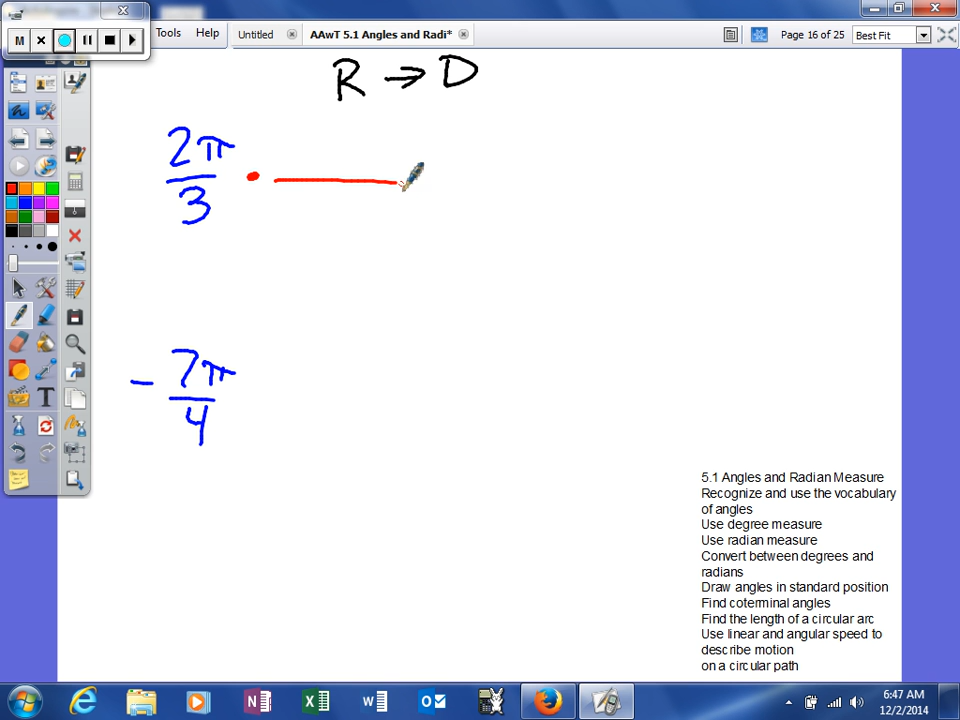 M
Tools Help Untitled AAwT 5.1 Angles and Radi* Page 16 of 25 Best Fit
R → D
2π
3
- 7π
4
T
5.1 Angles and Radian Measure
Recognize and use the vocabulary
of angles
Use degree measure
Use radian measure
Convert between degrees and
radians
Draw angles in standard position
Find coterminal angles
Find the length of a circular arc
Use linear and angular speed to
describe motion
on a circular path
6:47 AM
12/2/2014